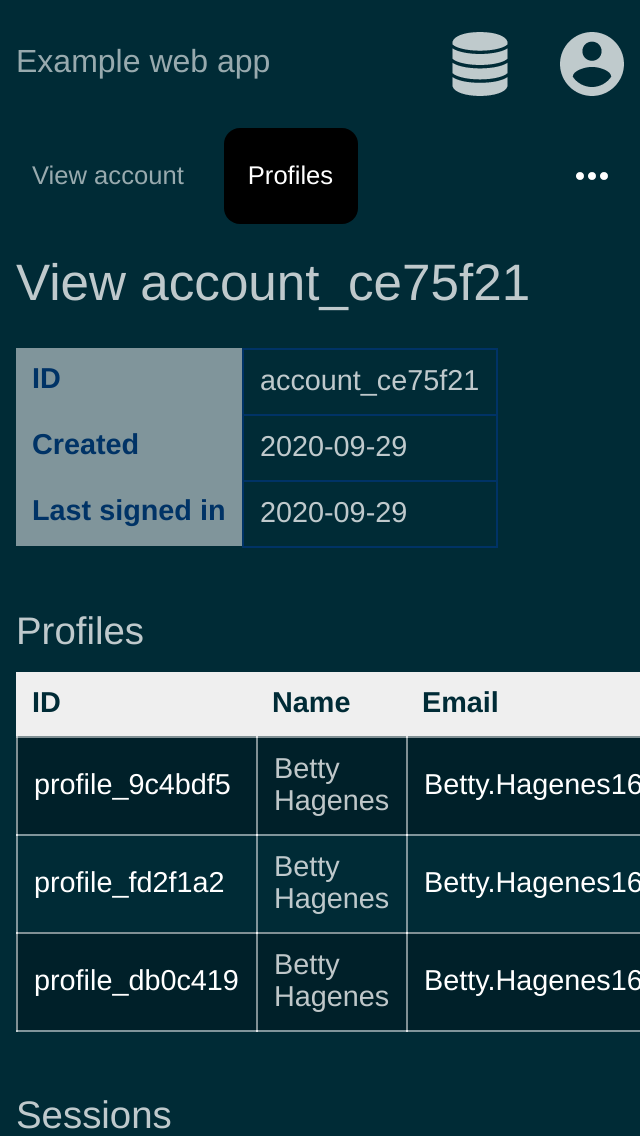 Example web app
View account Profiles
View account_ce75f21
ID account_ce75f21
Created 2020-09-29
Last signed in 2020-09-29
Profiles
ID Name Email
profile_9c4bdf5 Betty Hagenes Betty.Hagenes16
profile_fd2f1a2 Betty Hagenes Betty.Hagenes16
profile_db0c419 Betty Hagenes Betty.Hagenes16
Sessions